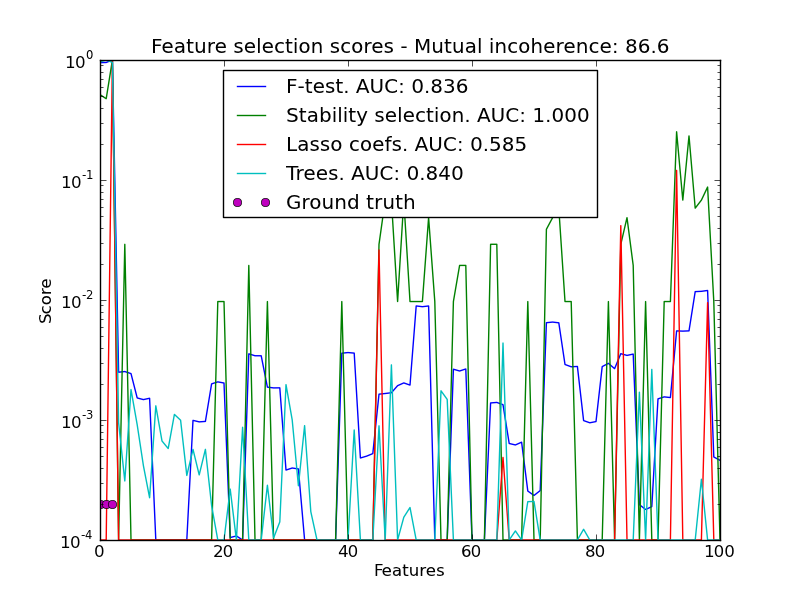 Feature selection scores - Mutual incoherence: 86.6
F-test. AUC: 0.836
Stability selection. AUC: 1.000
Lasso coefs. AUC: 0.585
Trees. AUC: 0.840
Ground truth
Score
10^0
10^-1
10^-2
10^-3
10^-4
0 20 40 60 80 100
Features